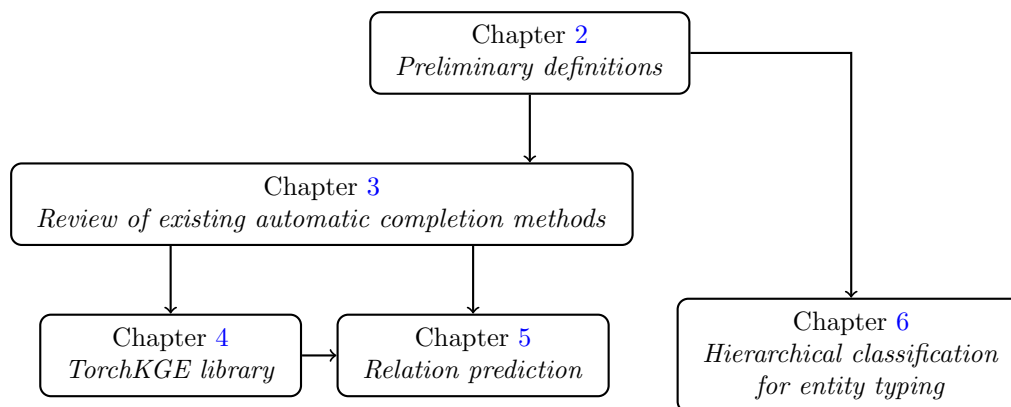 Chapter 2
Preliminary definitions
Chapter 3
Review of existing automatic completion methods
Chapter 4
TorchKGE library
Chapter 5
Relation prediction
Chapter 6
Hierarchical classification
for entity typing